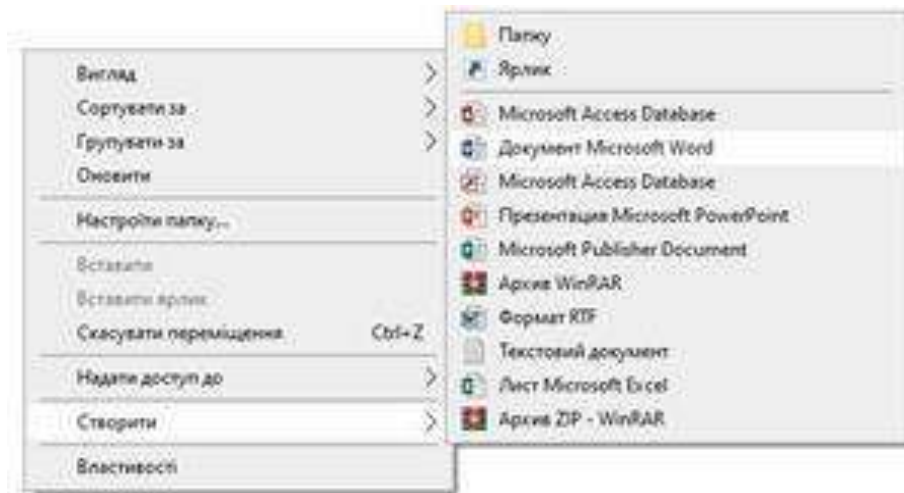 Вигляд
Сортувати за
Групувати за
Оновити
Настроїти папку...
Вставити
Вставити ярлик
Скасувати переміщення Ctrl+Z
Надати доступ до
Створити
Властивості
Папку
Ярлик
Microsoft Access Database
Документ Microsoft Word
Microsoft Access Database
Презентация Microsoft PowerPoint
Microsoft Publisher Document
Архив WinRAR
Формат RTF
Текстовий документ
Лист Microsoft Excel
Архив ZIP - WinRAR